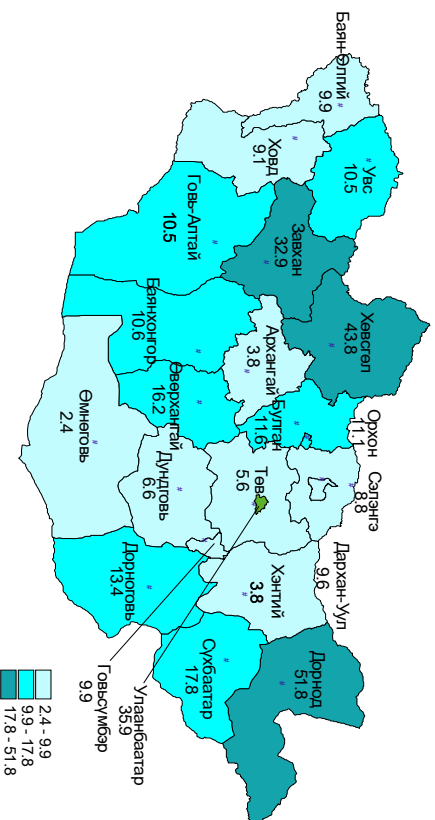 Баян-Өлгий
9.9
Увс
10.5
Ховд
9.1
Говь-Алтай
10.5
Завхан
32.9
Хөвсгөл
43.8
Баянхонгор
10.6
Архангай
3.8
Өвөрхангай
16.2
Булган
11.6
Орхон
11.1
Сэлэнгэ
8.8
Дархан-Уул
9.6
Төв
5.6
Өмнөговь
2.4
Дундговь
6.6
Дорноговь
13.4
Хэнтий
3.8
Дорнод
51.8
Сүхбаатар
17.8
Улаанбаатар
35.9
Говьсүмбэр
9.9
2.4 - 9.9
9.9 - 17.8
17.8 - 51.8